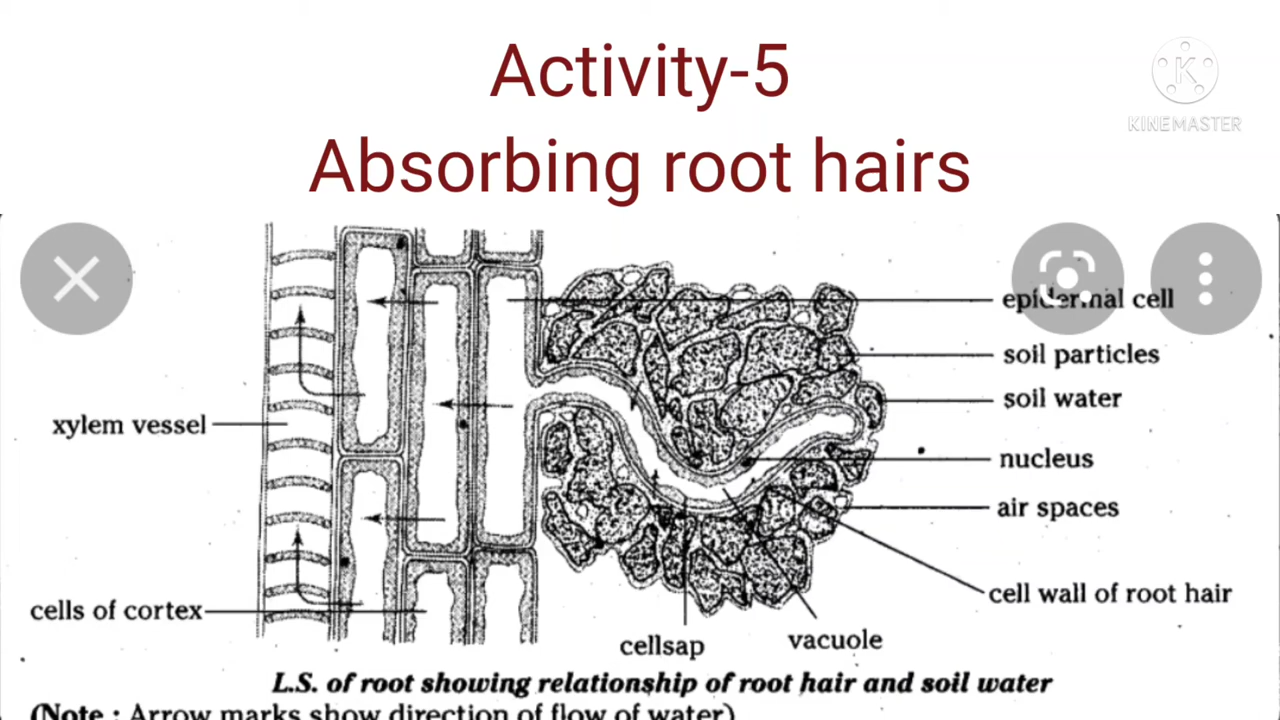 Activity-5
KINEMASTER
Absorbing root hairs
epidermal cell
soil particles
soil water
xylem vessel
nucleus
air spaces
cell wall of root hair
cells of cortex
cellsap
vacuole
L.S. of root showing relationship of root hair and soil water
(Note : Arrow marks show direction of flow of water)